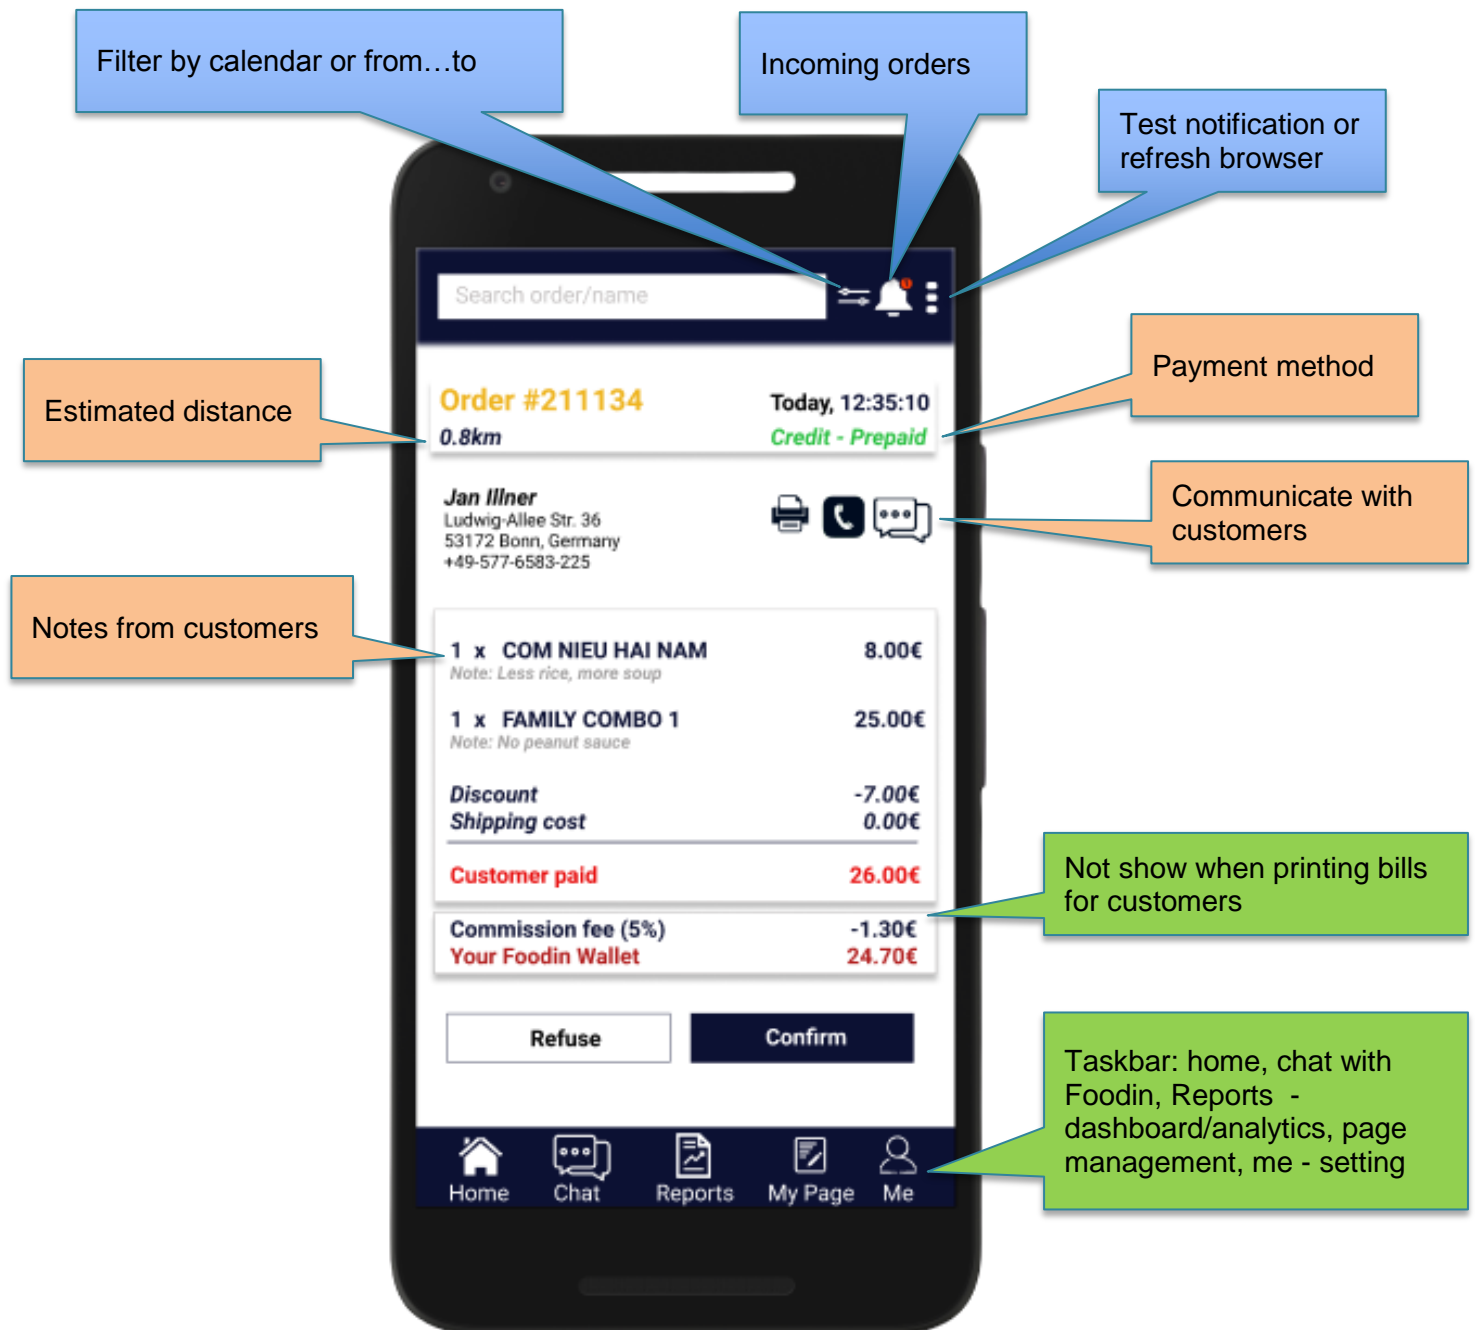 Filter by calendar or from…to
Incoming orders
Test notification or
refresh browser
Search order/name
Estimated distance
Order #211134
Today, 12:35:10
0.8km
Credit - Prepaid
Payment method
Jan Illner
Ludwig-Allee Str. 36
53172 Bonn, Germany
+49-577-6583-225
Communicate with
customers
Notes from customers
1 x COM NIEU HAI NAM 8.00€
Note: Less rice, more soup
1 x FAMILY COMBO 1 25.00€
Note: No peanut sauce
Discount -7.00€
Shipping cost 0.00€
Customer paid 26.00€
Not show when printing bills
for customers
Commission fee (5%) -1.30€
Your Foodin Wallet 24.70€
Refuse
Confirm
Taskbar: home, chat with
Foodin, Reports -
dashboard/analytics, page
management, me - setting
Home Chat Reports My Page Me